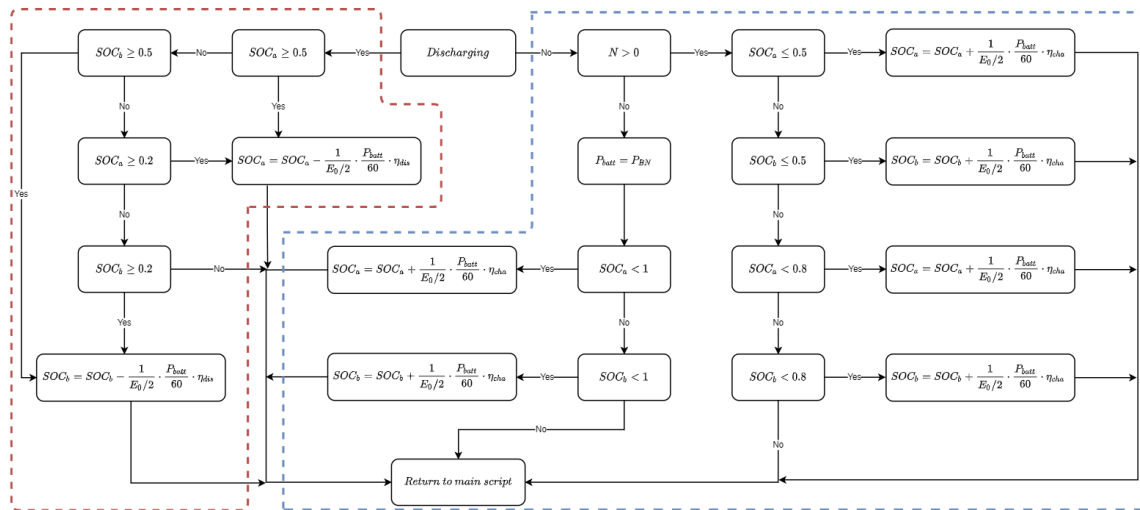 SOC_b ≥ 0.5
No
SOC_a ≥ 0.5
Yes
Discharging
No
N > 0
Yes
SOC_a ≤ 0.5
Yes
SOC_a = SOC_a + 1/(E_0/2) · P_batt/60 · η_cha
No
Yes
No
No
SOC_a ≥ 0.2
Yes
SOC_a = SOC_a − 1/(E_0/2) · P_batt/60 · η_dis
P_batt = P_BN
SOC_b ≤ 0.5
Yes
SOC_b = SOC_b + 1/(E_0/2) · P_batt/60 · η_cha
Yes
No
No
SOC_b ≥ 0.2
No
SOC_a = SOC_a + 1/(E_0/2) · P_batt/60 · η_cha
Yes
SOC_a < 1
SOC_a < 0.8
Yes
SOC_a = SOC_a + 1/(E_0/2) · P_batt/60 · η_cha
Yes
No
No
SOC_b = SOC_b − 1/(E_0/2) · P_batt/60 · η_dis
SOC_b = SOC_b + 1/(E_0/2) · P_batt/60 · η_cha
Yes
SOC_b < 1
SOC_b < 0.8
Yes
SOC_b = SOC_b + 1/(E_0/2) · P_batt/60 · η_cha
No
No
Return to main script